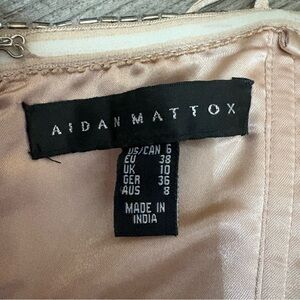 AIDAN MATTOX
US/CAN 6
EU 38
UK 10
GER 36
AUS 8
MADE IN
INDIA